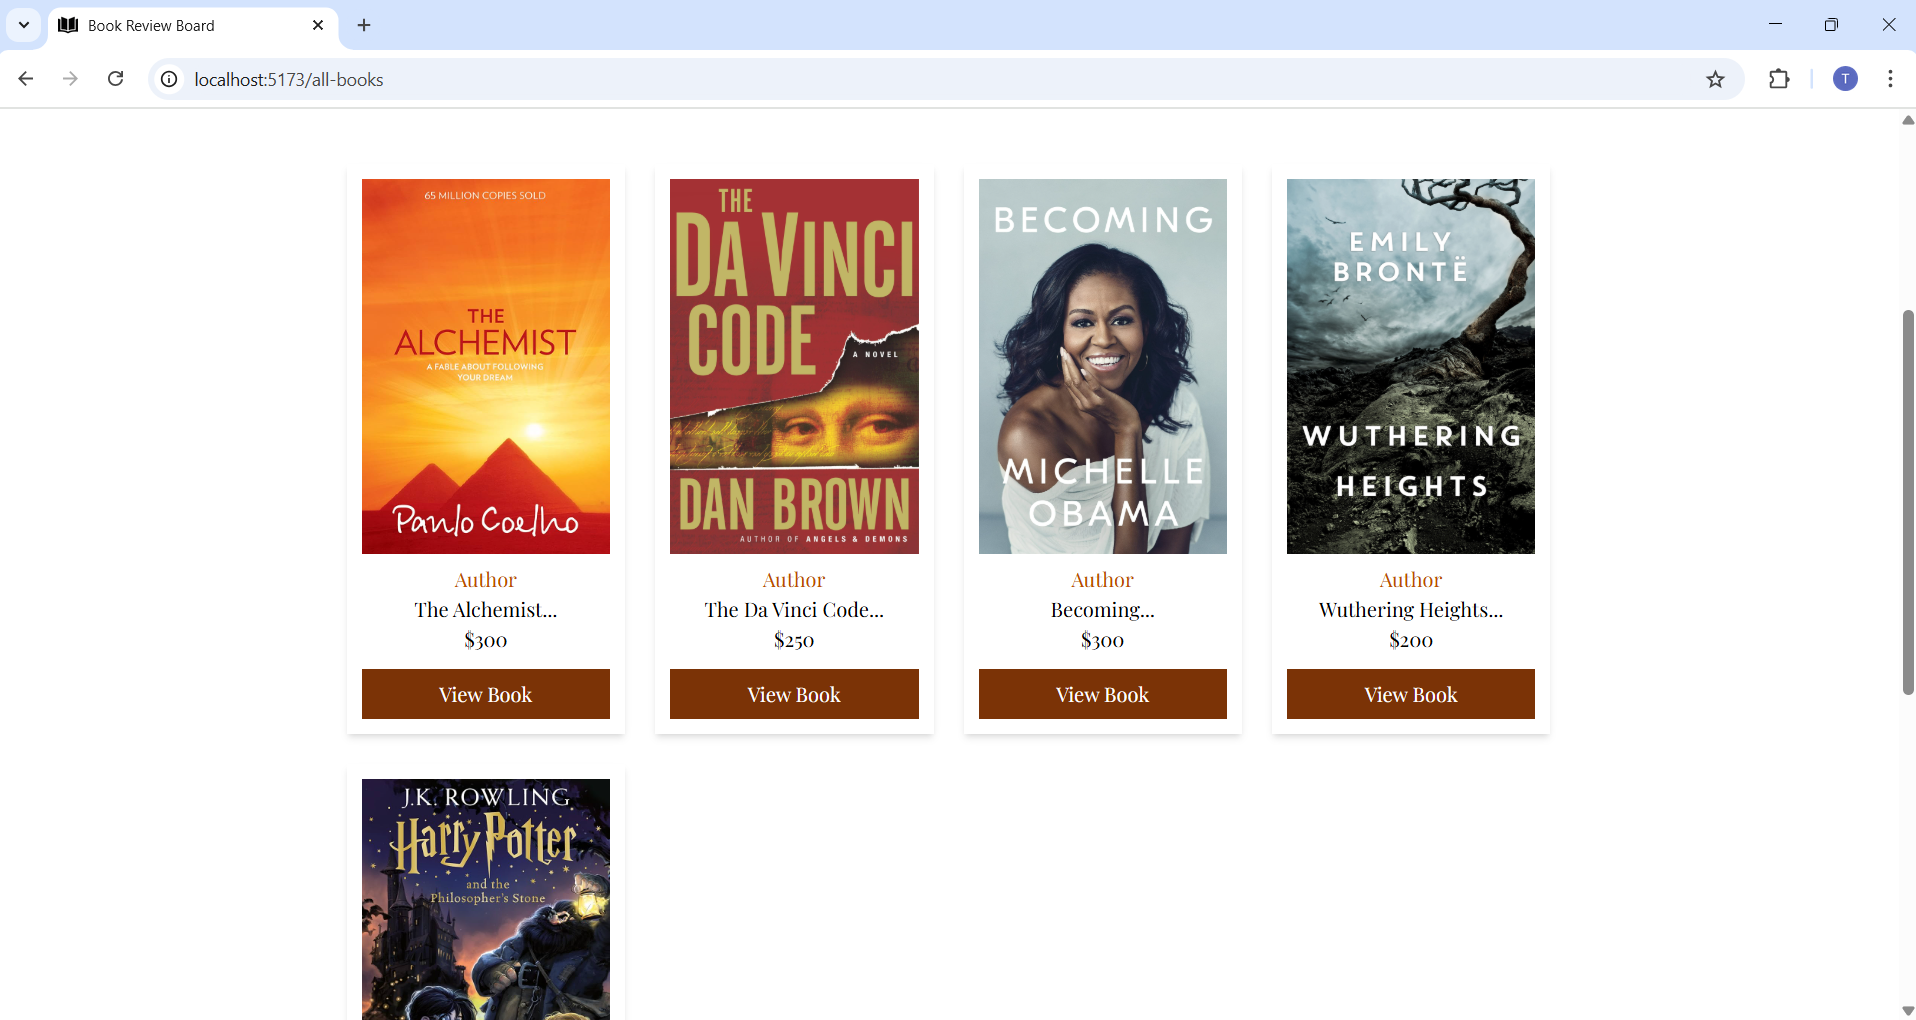 Book Review Board
localhost:5173/all-books
T
65 MILLION COPIES SOLD
THE
ALCHEMIST
A FABLE ABOUT FOLLOWING
YOUR DREAM
Paulo Coelho
Author
The Alchemist...
$300
View Book
THE
DA VINCI
CODE
A NOVEL
DAN BROWN
AUTHOR OF ANGELS & DEMONS
Author
The Da Vinci Code...
$250
View Book
BECOMING
MICHELLE
OBAMA
Author
Becoming...
$300
View Book
EMILY
BRONTË
WUTHERING
HEIGHTS
Author
Wuthering Heights...
$200
View Book
J.K. ROWLING
Harry Potter
and the
Philosopher's Stone